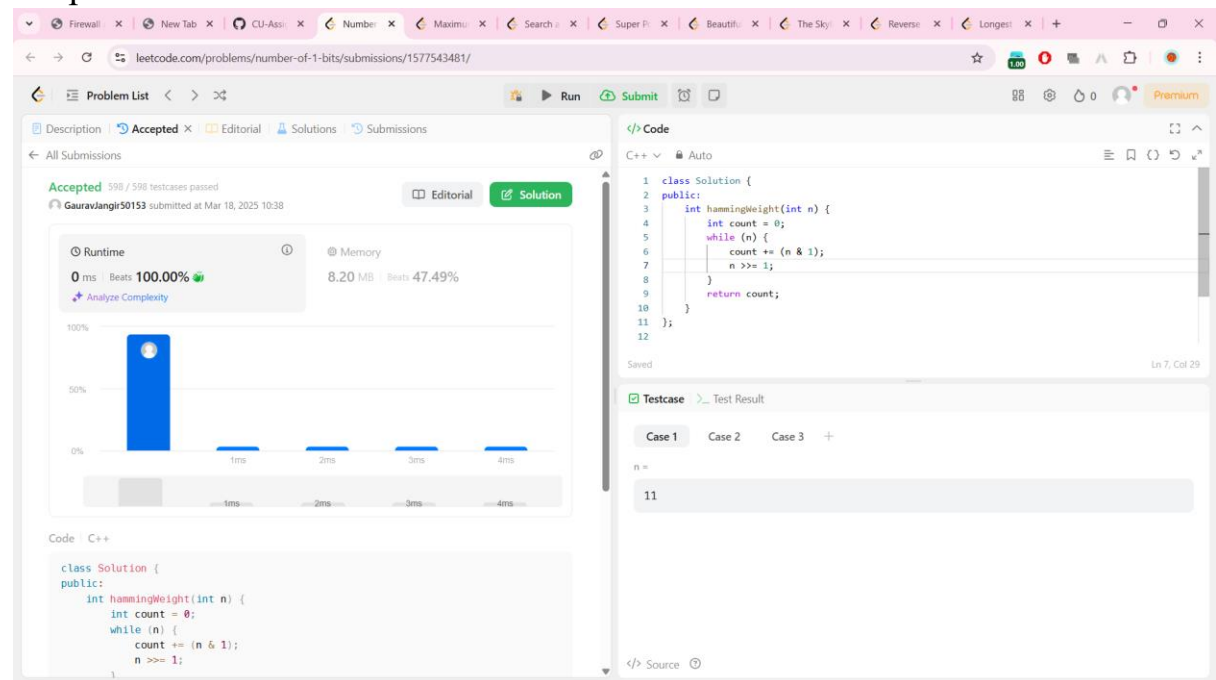 Firewall
New Tab
CU-Assi
Number
Maximu
Search a
Super P
Beautifu
The Sky
Reverse
Longest
leetcode.com/problems/number-of-1-bits/submissions/1577543481/
1.00
Problem List
Run
Submit
0
Premium
Description
Accepted
Editorial
Solutions
Submissions
All Submissions
Accepted 598 / 598 testcases passed
GauravJangir50153 submitted at Mar 18, 2025 10:38
Editorial
Solution
Runtime
0 ms Beats 100.00%
Analyze Complexity
Memory
8.20 MB Beats 47.49%
100%
50%
0%
1ms 2ms 3ms 4ms
1ms 2ms 3ms 4ms
Code C++
class Solution {
public:
int hammingWeight(int n) {
int count = 0;
while (n) {
count += (n & 1);
n >>= 1;
}
</> Code
C++ Auto
1 class Solution {
2 public:
3 int hammingWeight(int n) {
4 int count = 0;
5 while (n) {
6 count += (n & 1);
7 n >>= 1;
8 }
9 return count;
10 }
11 };
12
Saved
Ln 7, Col 29
Testcase
>_ Test Result
Case 1 Case 2 Case 3 +
n =
11
</> Source